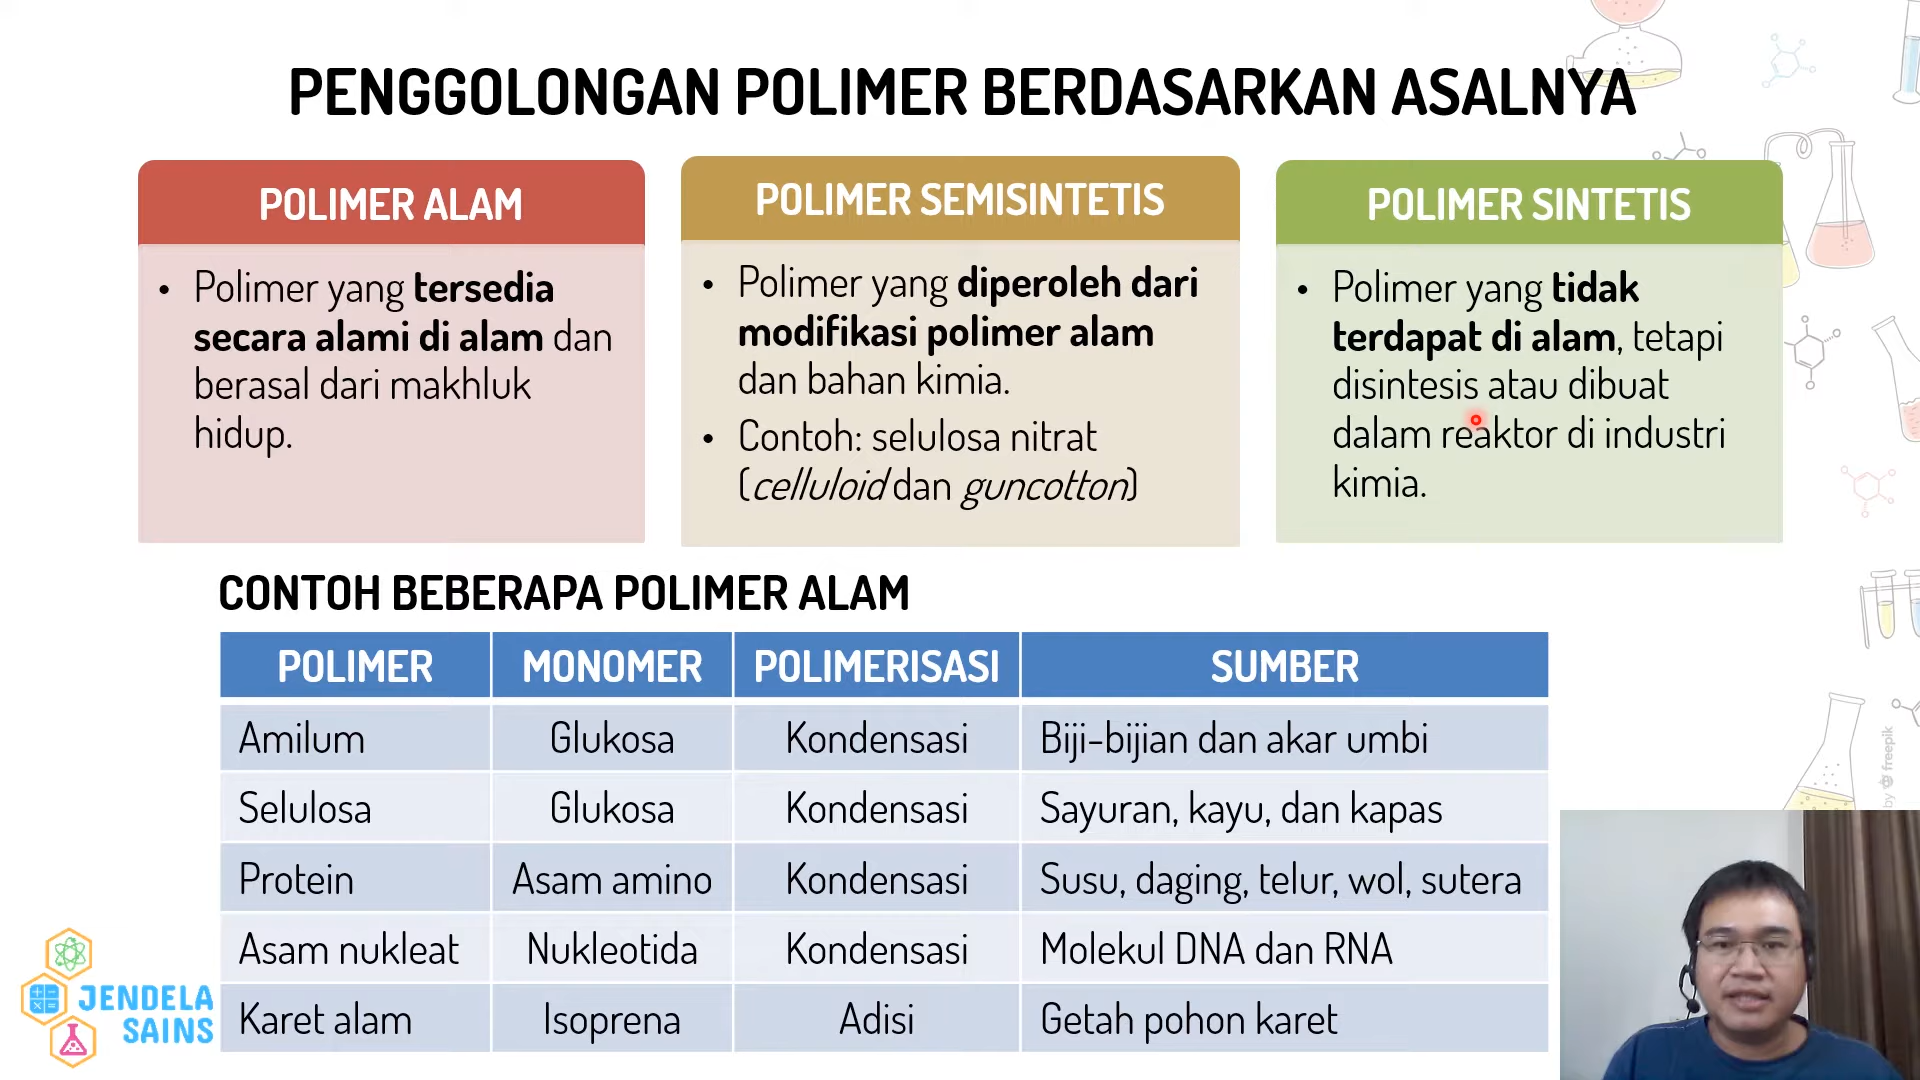 PENGGOLONGAN POLIMER BERDASARKAN ASALNYA
POLIMER ALAM
• Polimer yang tersedia
secara alami di alam dan
berasal dari makhluk
hidup.
POLIMER SEMISINTETIS
• Polimer yang diperoleh dari
modifikasi polimer alam
dan bahan kimia.
• Contoh: selulosa nitrat
(celluloid dan guncotton)
POLIMER SINTETIS
• Polimer yang tidak
terdapat di alam, tetapi
disintesis atau dibuat
dalam reaktor di industri
kimia.
CONTOH BEBERAPA POLIMER ALAM
POLIMER MONOMER POLIMERISASI SUMBER
Amilum Glukosa Kondensasi Biji-bijian dan akar umbi
Selulosa Glukosa Kondensasi Sayuran, kayu, dan kapas
Protein Asam amino Kondensasi Susu, daging, telur, wol, sutera
Asam nukleat Nukleotida Kondensasi Molekul DNA dan RNA
Karet alam Isoprena Adisi Getah pohon karet
JENDELA
SAINS
by freepik